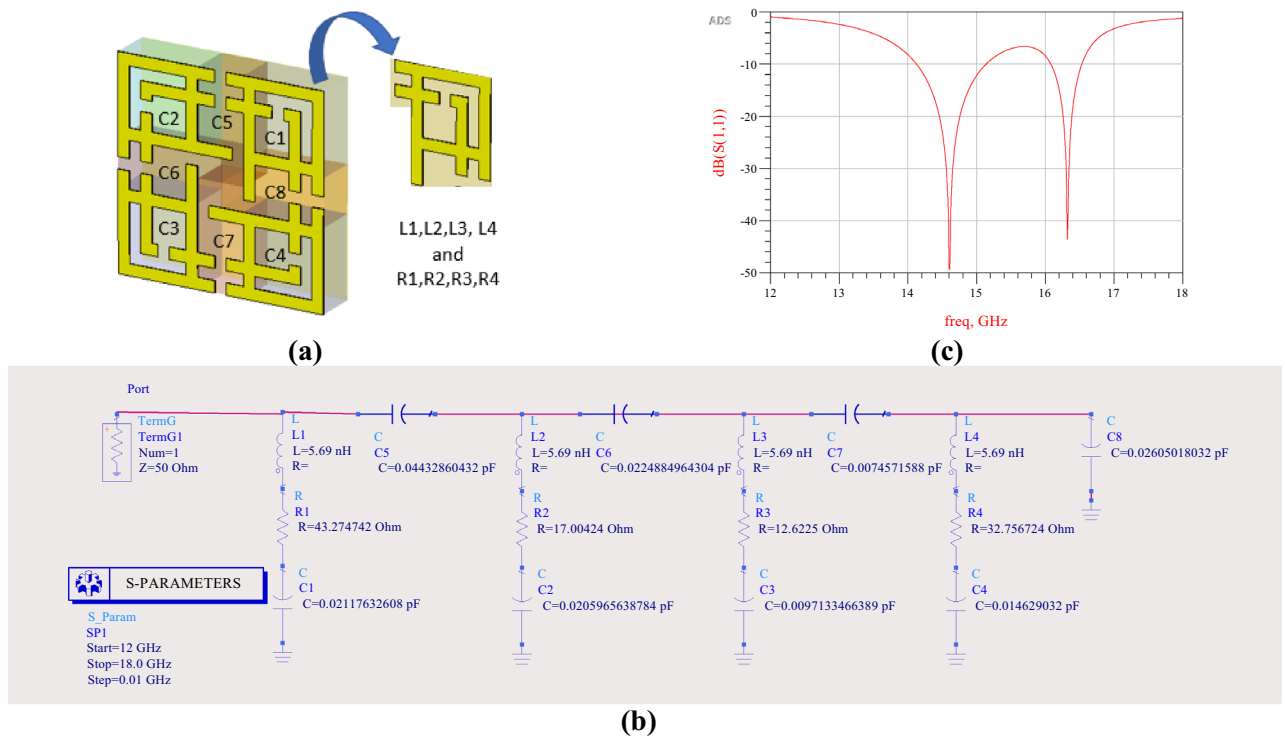 C2
C5
C1
C6
C8
C3
C7
C4
L1,L2,L3, L4
and
R1,R2,R3,R4
(a)
ADS
dB(S(1,1))
0
-10
-20
-30
-40
-50
12
13
14
15
16
17
18
freq, GHz
(c)
Port
TermG
TermG1
Num=1
Z=50 Ohm
L
L1
L=5.69 nH
R=
R
R1
R=43.274742 Ohm
C
C1
C=0.02117632608 pF
C
C5
C=0.04432860432 pF
L
L2
L=5.69 nH
R=
R
R2
R=17.00424 Ohm
C
C2
C=0.0205965638784 pF
C
C6
C=0.0224884964304 pF
L
L3
L=5.69 nH
R=
R
R3
R=12.6225 Ohm
C
C3
C=0.0097133466389 pF
C
C7
C=0.0074571588 pF
L
L4
L=5.69 nH
R=
R
R4
R=32.756724 Ohm
C
C4
C=0.014629032 pF
C
C8
C=0.02605018032 pF
S-PARAMETERS
S_Param
SP1
Start=12 GHz
Stop=18.0 GHz
Step=0.01 GHz
(b)